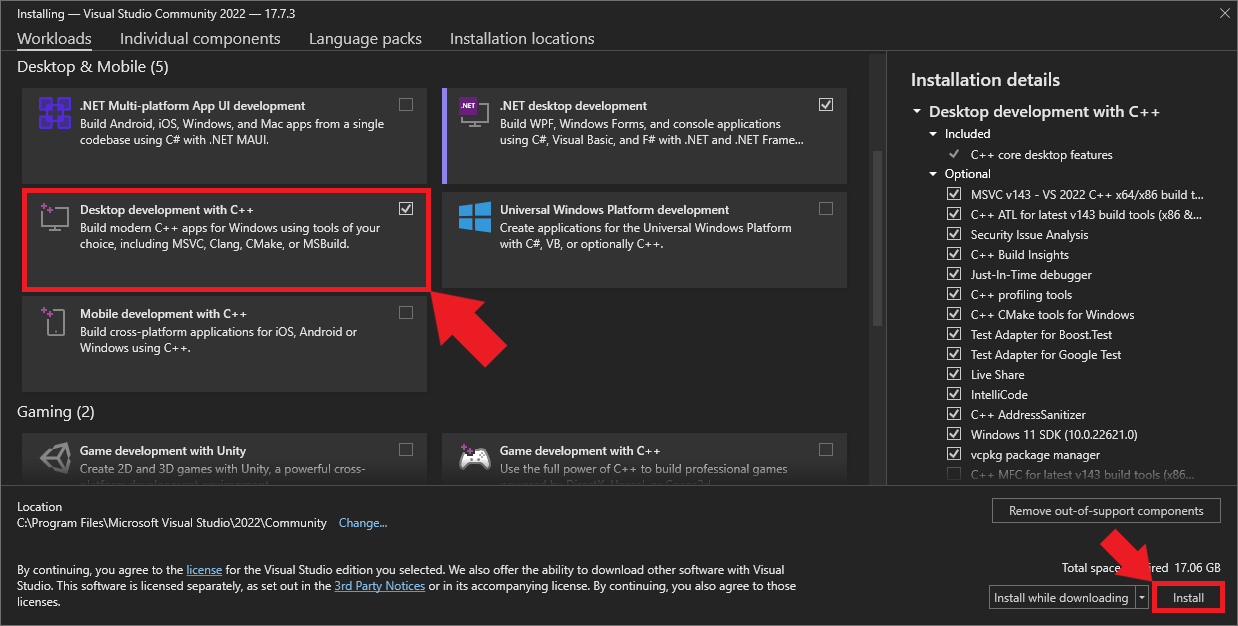 Installing — Visual Studio Community 2022 — 17.7.3
Workloads
Individual components
Language packs
Installation locations
Desktop & Mobile (5)
.NET Multi-platform App UI development
Build Android, iOS, Windows, and Mac apps from a single
codebase using C# with .NET MAUI.
.NET
.NET desktop development
Build WPF, Windows Forms, and console applications
using C#, Visual Basic, and F# with .NET and .NET Frame...
Desktop development with C++
Build modern C++ apps for Windows using tools of your
choice, including MSVC, Clang, CMake, or MSBuild.
Universal Windows Platform development
Create applications for the Universal Windows Platform
with C#, VB, or optionally C++.
Mobile development with C++
Build cross-platform applications for iOS, Android or
Windows using C++.
Gaming (2)
Game development with Unity
Create 2D and 3D games with Unity, a powerful cross-
Game development with C++
Use the full power of C++ to build professional games
Installation details
Desktop development with C++
Included
C++ core desktop features
Optional
MSVC v143 - VS 2022 C++ x64/x86 build t...
C++ ATL for latest v143 build tools (x86 &...
Security Issue Analysis
C++ Build Insights
Just-In-Time debugger
C++ profiling tools
C++ CMake tools for Windows
Test Adapter for Boost.Test
Test Adapter for Google Test
Live Share
IntelliCode
C++ AddressSanitizer
Windows 11 SDK (10.0.22621.0)
vcpkg package manager
C++ MFC for latest v143 build tools (x86...
Location
C:\Program Files\Microsoft Visual Studio\2022\Community
Change...
Remove out-of-support components
By continuing, you agree to the license for the Visual Studio edition you selected. We also offer the ability to download other software with Visual
Studio. This software is licensed separately, as set out in the 3rd Party Notices or in its accompanying license. By continuing, you also agree to those
licenses.
Total space 17.06 GB
Install while downloading
Install